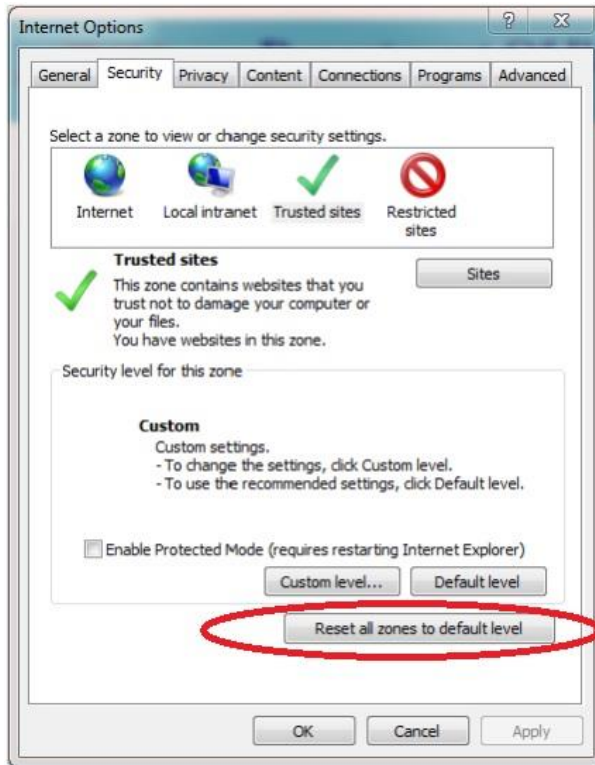 Internet Options
General Security Privacy Content Connections Programs Advanced
Select a zone to view or change security settings.
Internet Local intranet Trusted sites Restricted
sites
Trusted sites
Sites
This zone contains websites that you
trust not to damage your computer or
your files.
You have websites in this zone.
Security level for this zone
Custom
Custom settings.
- To change the settings, click Custom level.
- To use the recommended settings, click Default level.
Enable Protected Mode (requires restarting Internet Explorer)
Custom level... Default level
Reset all zones to default level
OK Cancel Apply